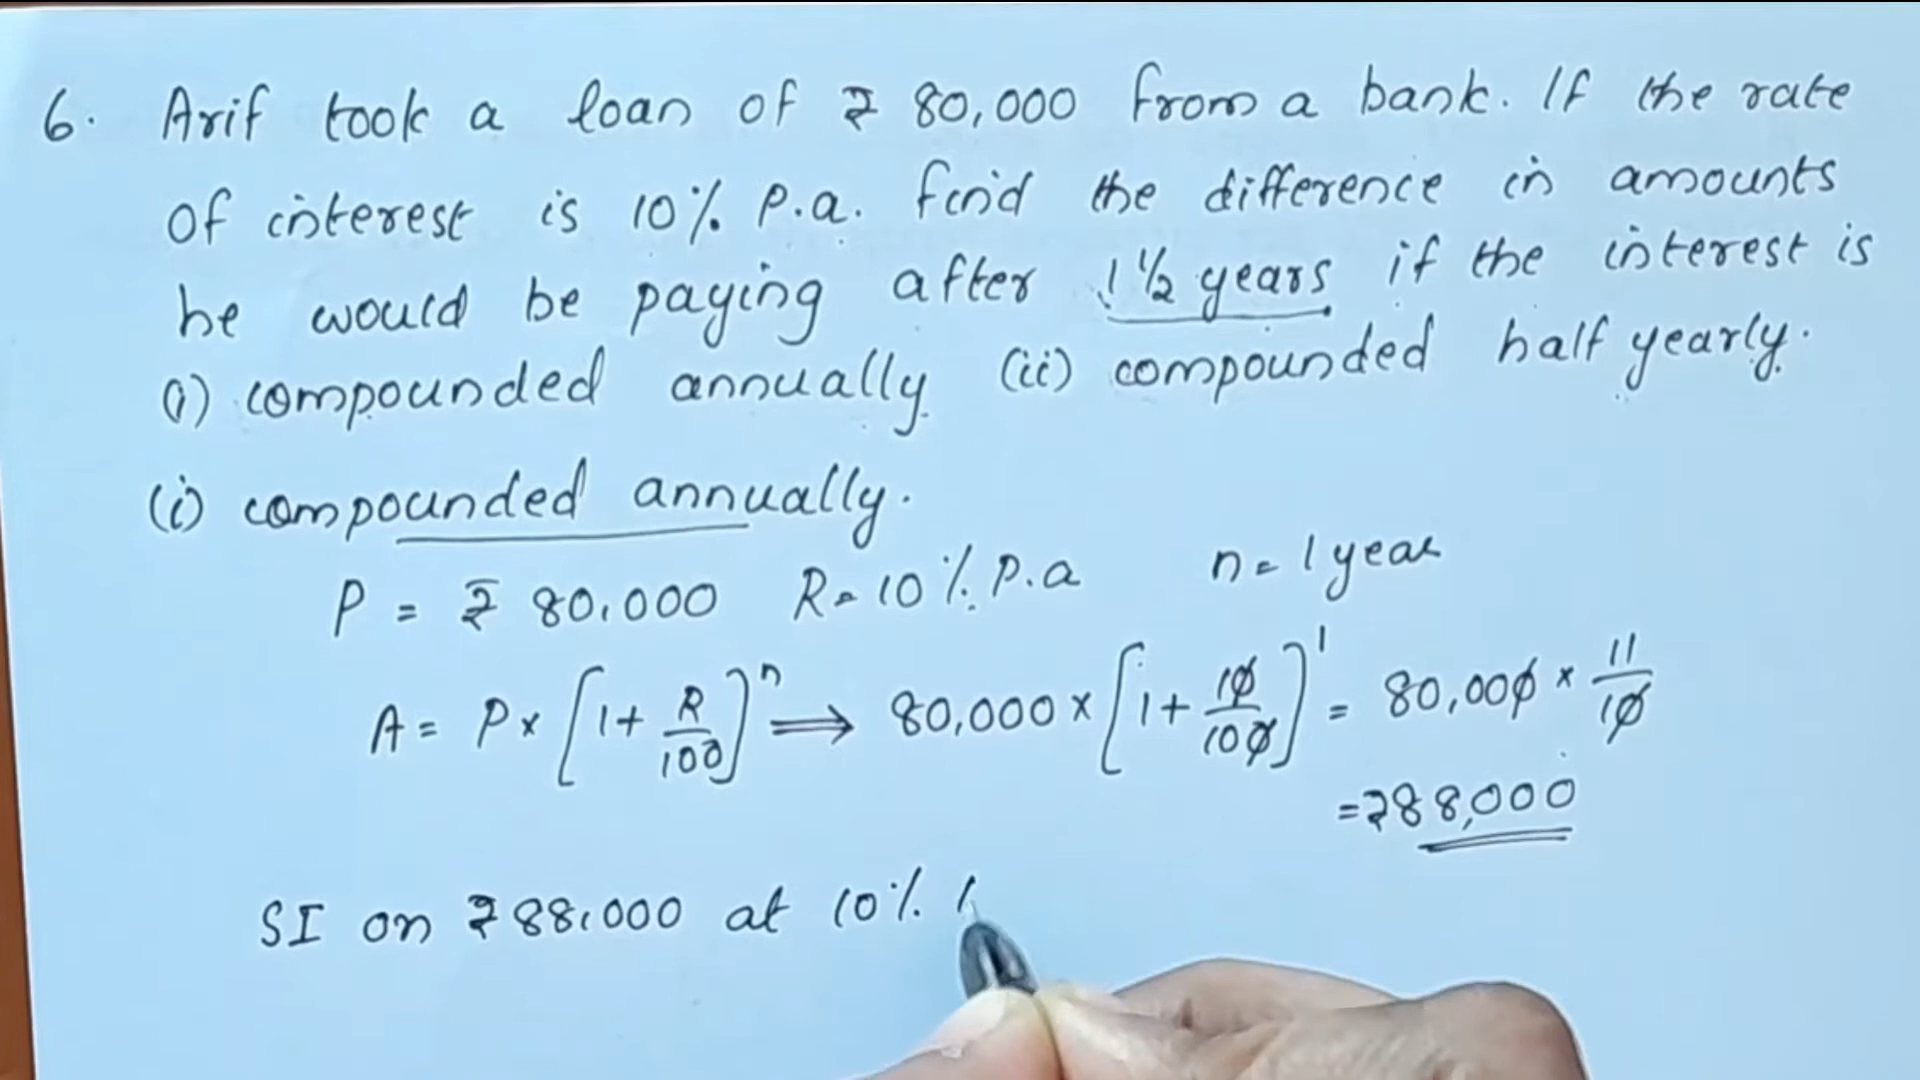 6. Arif took a loan of ₹ 80,000 from a bank. If the rate
of interest is 10% P.a. find the difference in amounts
he would be paying after 1 ½ years if the interest is
i) compounded annually (ii) compounded half yearly.
(i) compounded annually.
P = ₹ 80,000 R = 10% P.a n = 1 year
A = P x [1 + R/100]^n ⟹ 80,000 x [1 + 10/100]^1 = 80,000 x 11/10
= ₹88,000
SI on ₹88,000 at 10%